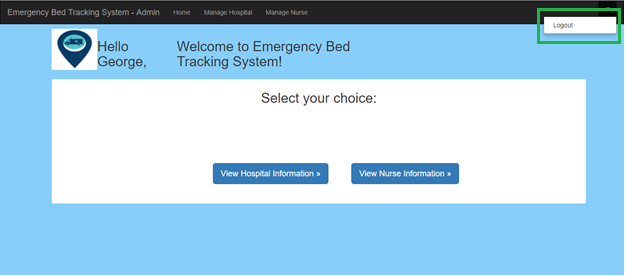 Emergency Bed Tracking System - Admin Home Manage Hospital Manage Nurse
Logout
Hello George,
Welcome to Emergency Bed
Tracking System!
Select your choice:
View Hospital Information » View Nurse Information »